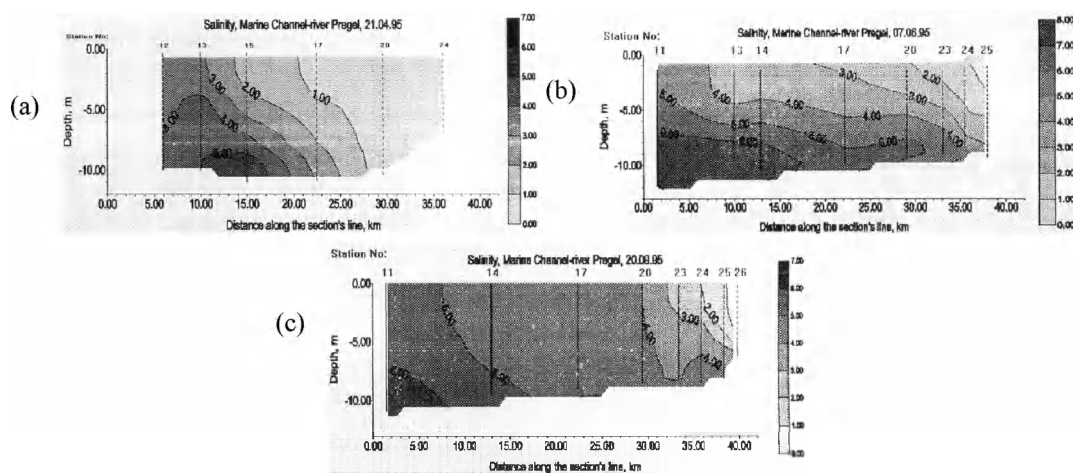 (a)
Salinity, Marine Channel-river Pregel, 21.04.95
Station No:
12 13 15 17 20 24
0.00
-5.00
-10.00
Depth, m
3.00 2.00 1.00
4.00
0.00 5.00 10.00 15.00 20.00 25.00 30.00 35.00 40.00
Distance along the section's line, km
7.00
6.00
5.00
4.00
3.00
2.00
1.00
0.00
(b)
Salinity, Marine Channel-river Pregel, 07.06.95
Station No:
11 13 14 17 20 23 24 25
0.00
-5.00
-10.00
Depth, m
3.00 2.00
5.00 4.00 4.00 3.00
4.00
0.00 5.00 10.00 15.00 20.00 25.00 30.00 35.00 40.00
Distance along the section's line, km
8.00
7.00
6.00
5.00
4.00
3.00
2.00
1.00
0.00
(c)
Station No:
Salinity, Marine Channel-river Pregel, 20.09.95
11 14 17 20 23 24 25 26
0.00
-5.00
-10.00
Depth, m
2.00
3.00
4.00
0.00 5.00 10.00 15.00 20.00 25.00 30.00 35.00 40.00
Distance along the section's line, km
7.00
6.00
5.00
4.00
3.00
2.00
1.00
0.00